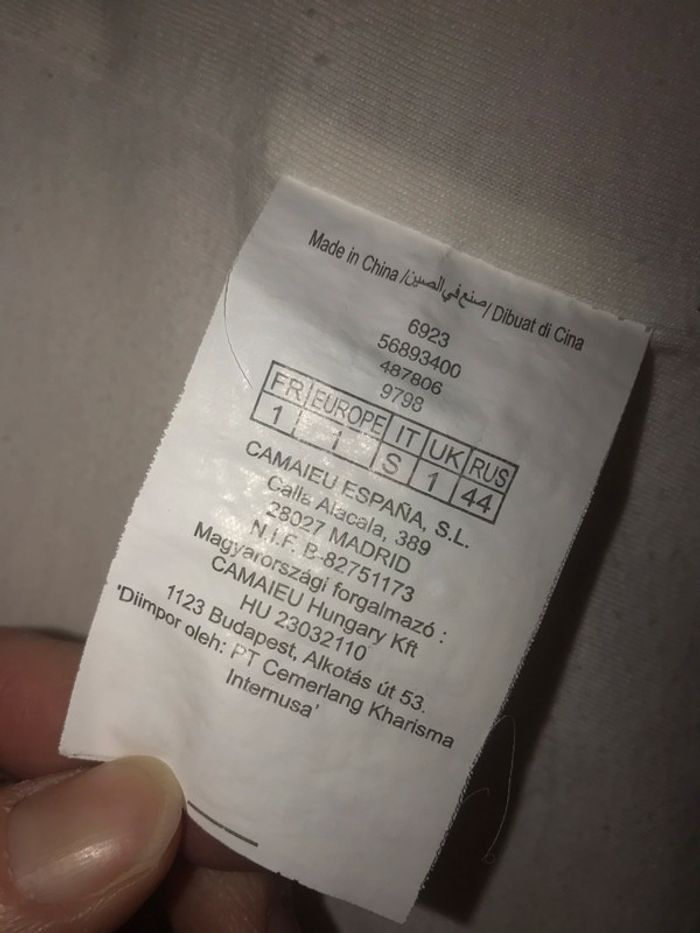 Made in China /صنع في الصين/ Dibuat di Cina
6923
56893400
487806
9798
FR EUROPE IT UK RUS
1 1 S 1 44
CAMAIEU ESPAÑA, S.L.
Calla Alacala, 389
28027 MADRID
N.I.F. B-82751173
Magyarországi forgalmazó :
CAMAIEU Hungary Kft
HU 23032110
1123 Budapest, Alkotás út 53.
'Diimpor oleh: PT Cemerlang Kharisma
Internusa'